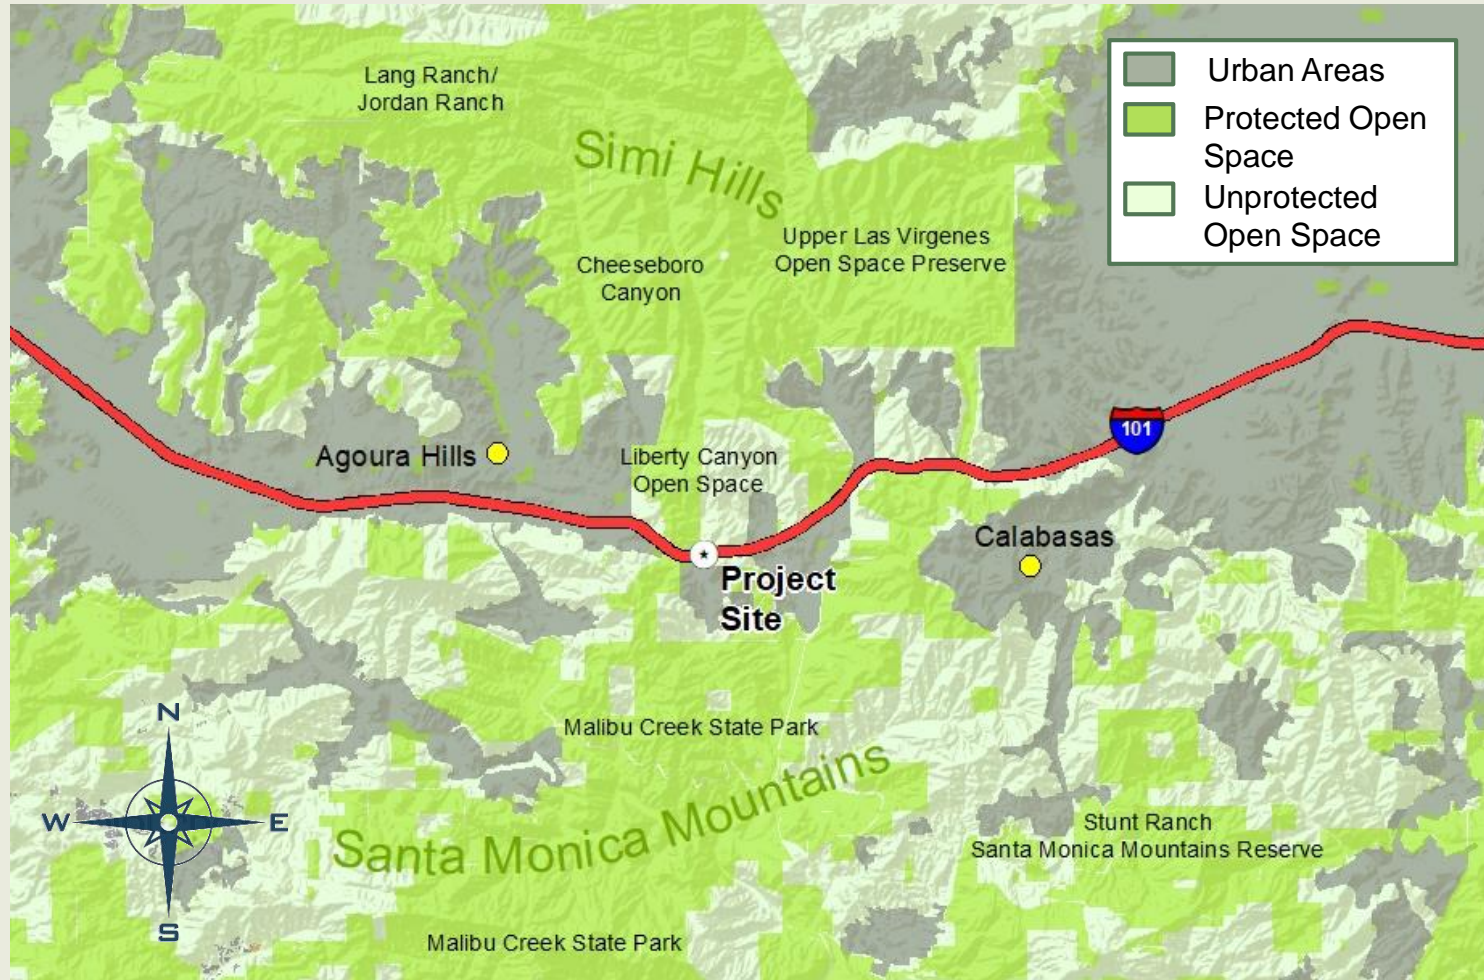 Urban Areas
Protected Open
Space
Unprotected
Open Space
Lang Ranch/
Jordan Ranch
Simi Hills
Upper Las Virgenes
Open Space Preserve
Cheeseboro
Canyon
101
Agoura Hills
Liberty Canyon
Open Space
Calabasas
Project
Site
N
W
E
S
Malibu Creek State Park
Santa Monica Mountains
Stunt Ranch
Santa Monica Mountains Reserve
Malibu Creek State Park